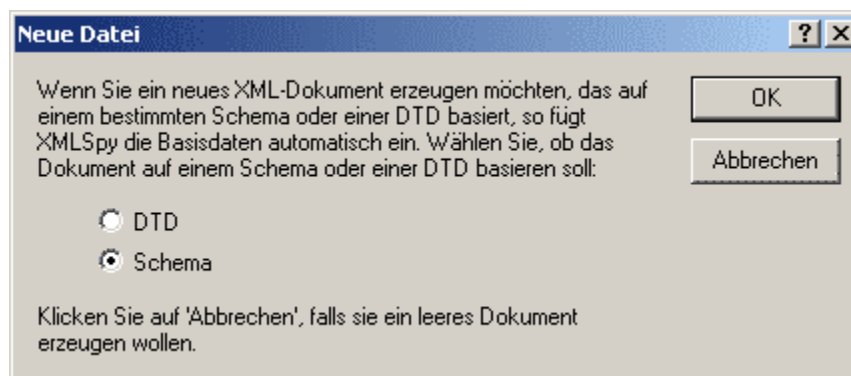 Neue Datei
Wenn Sie ein neues XML-Dokument erzeugen möchten, das auf
einem bestimmten Schema oder einer DTD basiert, so fügt
XMLSpy die Basisdaten automatisch ein. Wählen Sie, ob das
Dokument auf einem Schema oder einer DTD basieren soll:
OK
Abbrechen
DTD
Schema
Klicken Sie auf 'Abbrechen', falls sie ein leeres Dokument
erzeugen wollen.